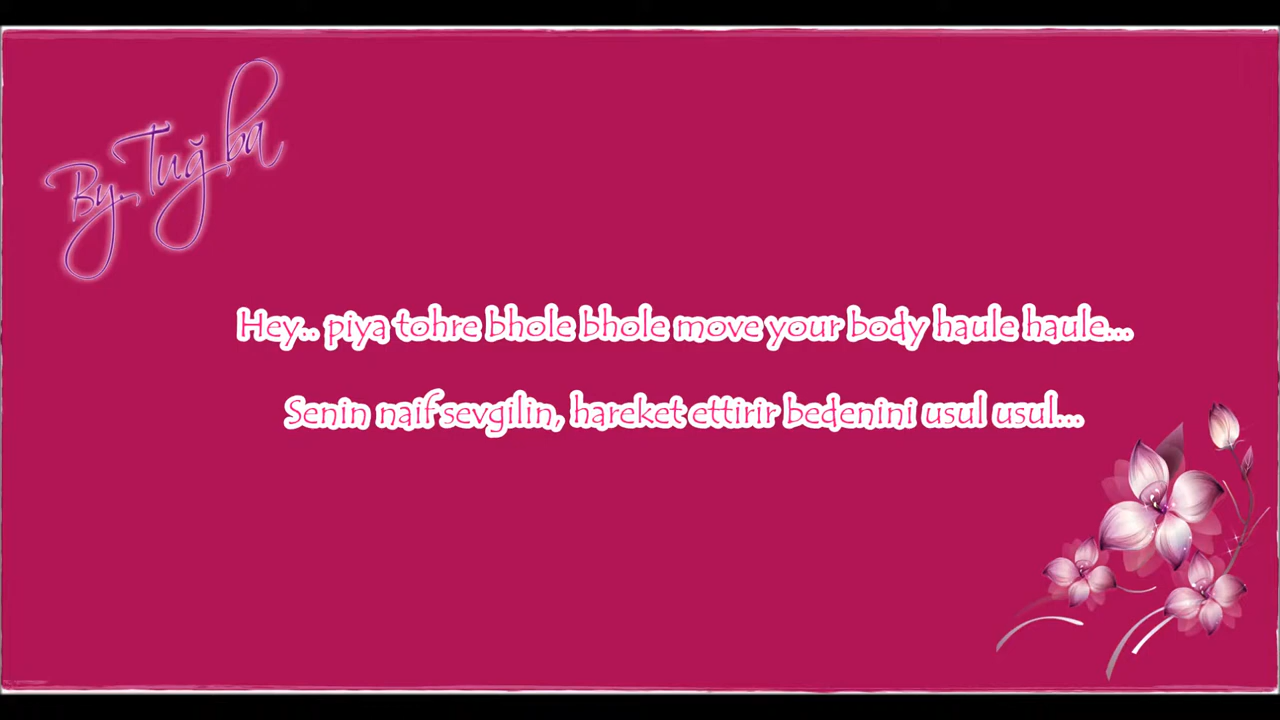 By. Tuğba
Hey.. piya tohre bhole bhole move your body haule haule...
Senin naif sevgilin, hareket ettirir bedenini usul usul...